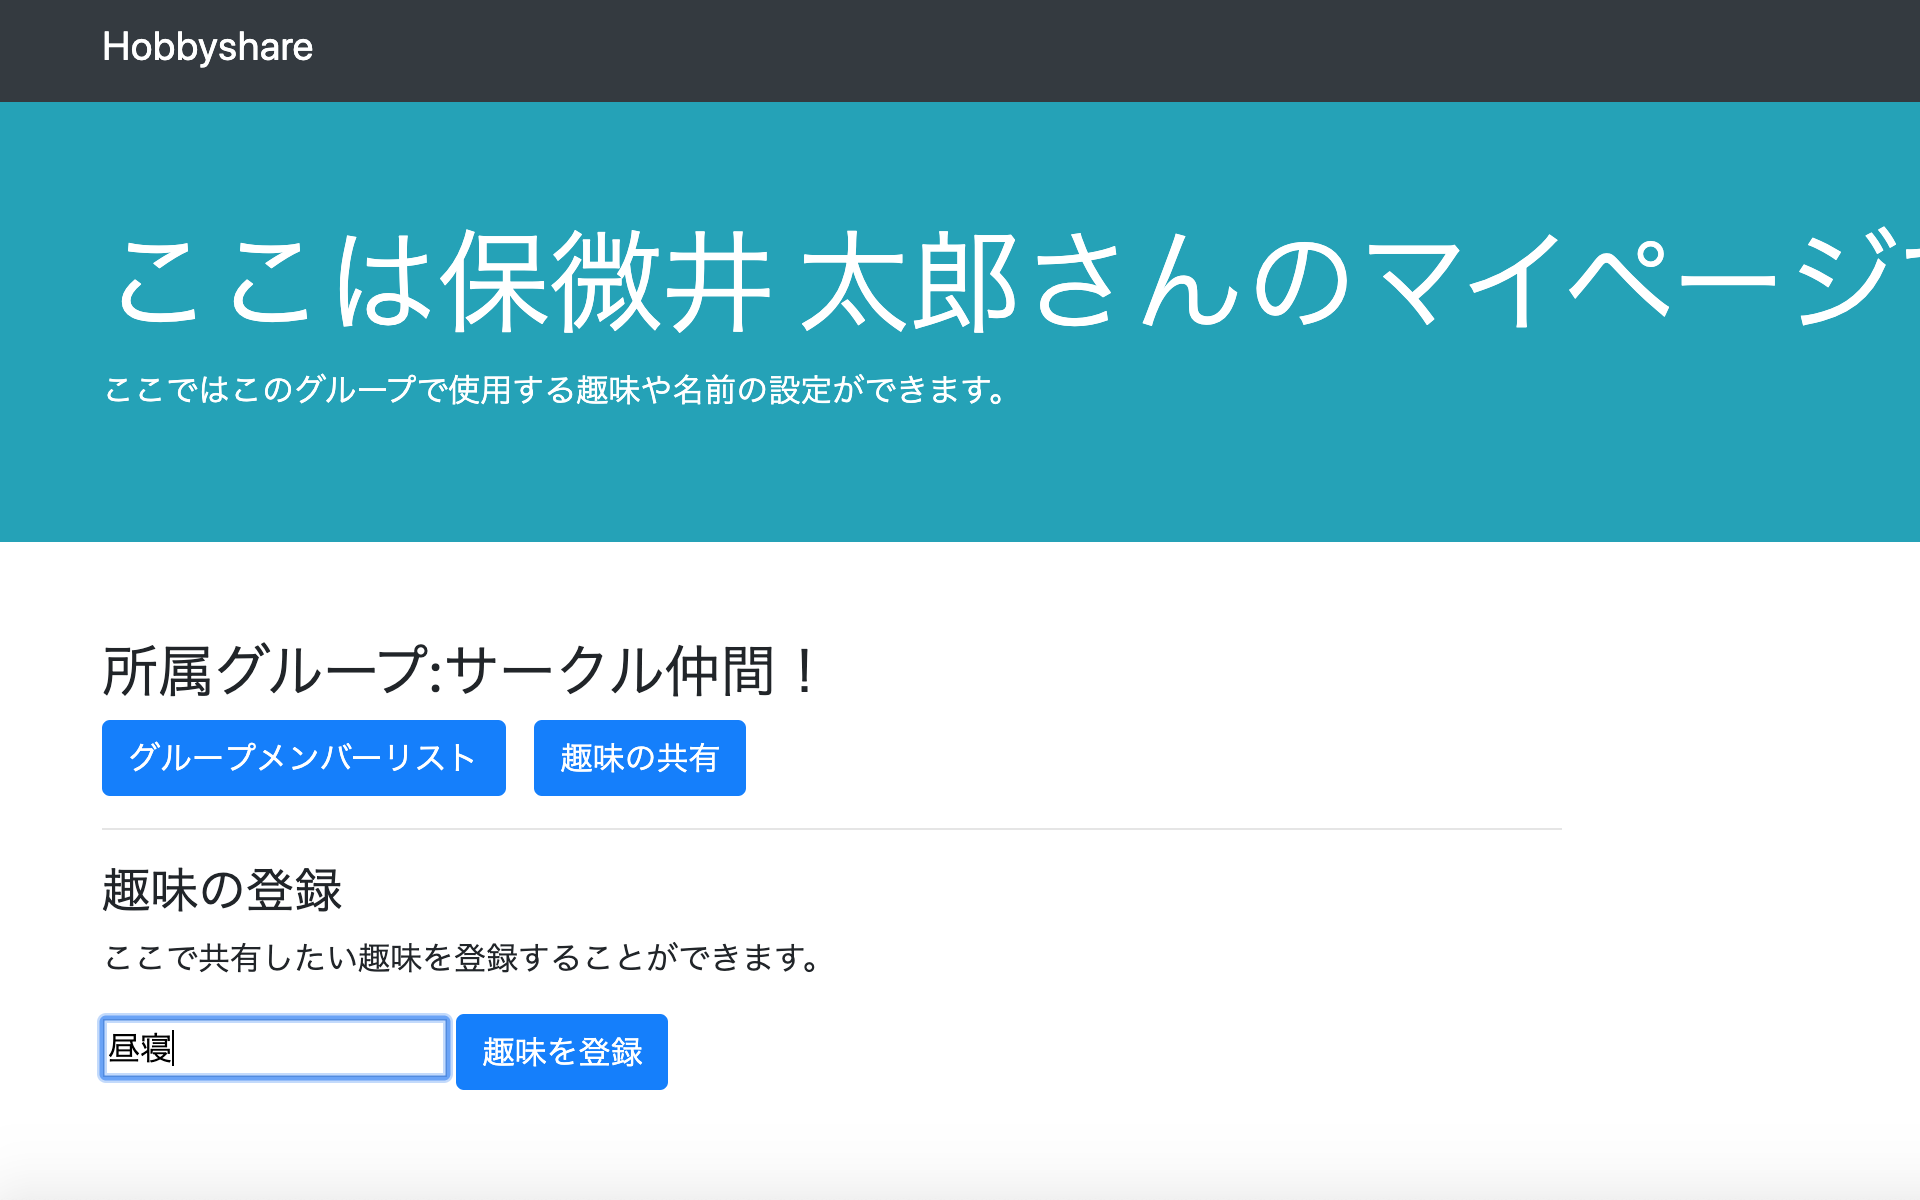 Hobbyshare
ここは保微井 太郎さんのマイページ
ここではこのグループで使用する趣味や名前の設定ができます。
所属グループ:サークル仲間！
グループメンバーリスト
趣味の共有
趣味の登録
ここで共有したい趣味を登録することができます。
昼寝
趣味を登録